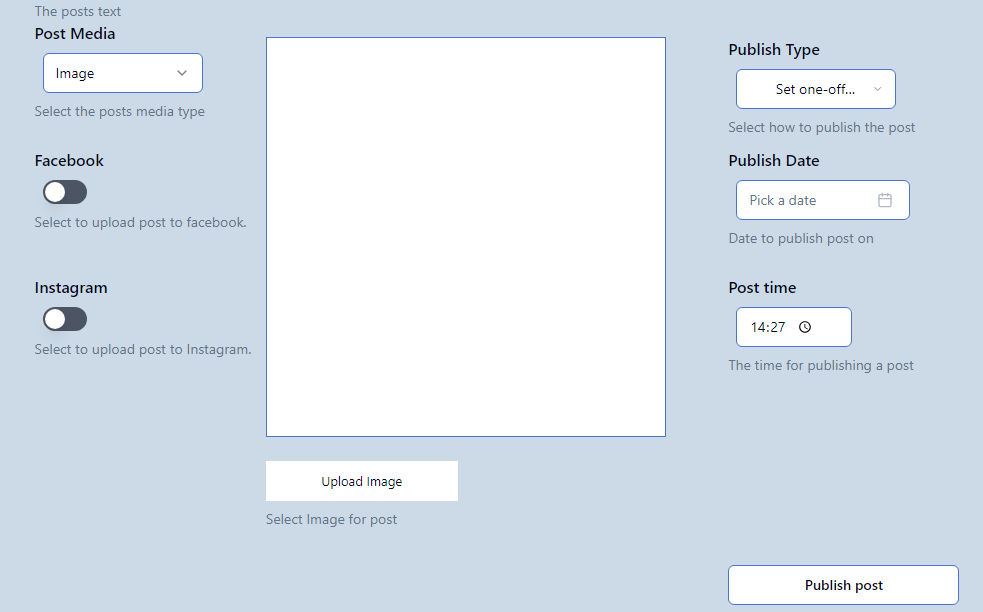 The posts text
Post Media
Image
Select the posts media type
Facebook
Select to upload post to facebook.
Instagram
Select to upload post to Instagram.
Upload Image
Select Image for post
Publish Type
Set one-off...
Select how to publish the post
Publish Date
Pick a date
Date to publish post on
Post time
14:27
The time for publishing a post
Publish post